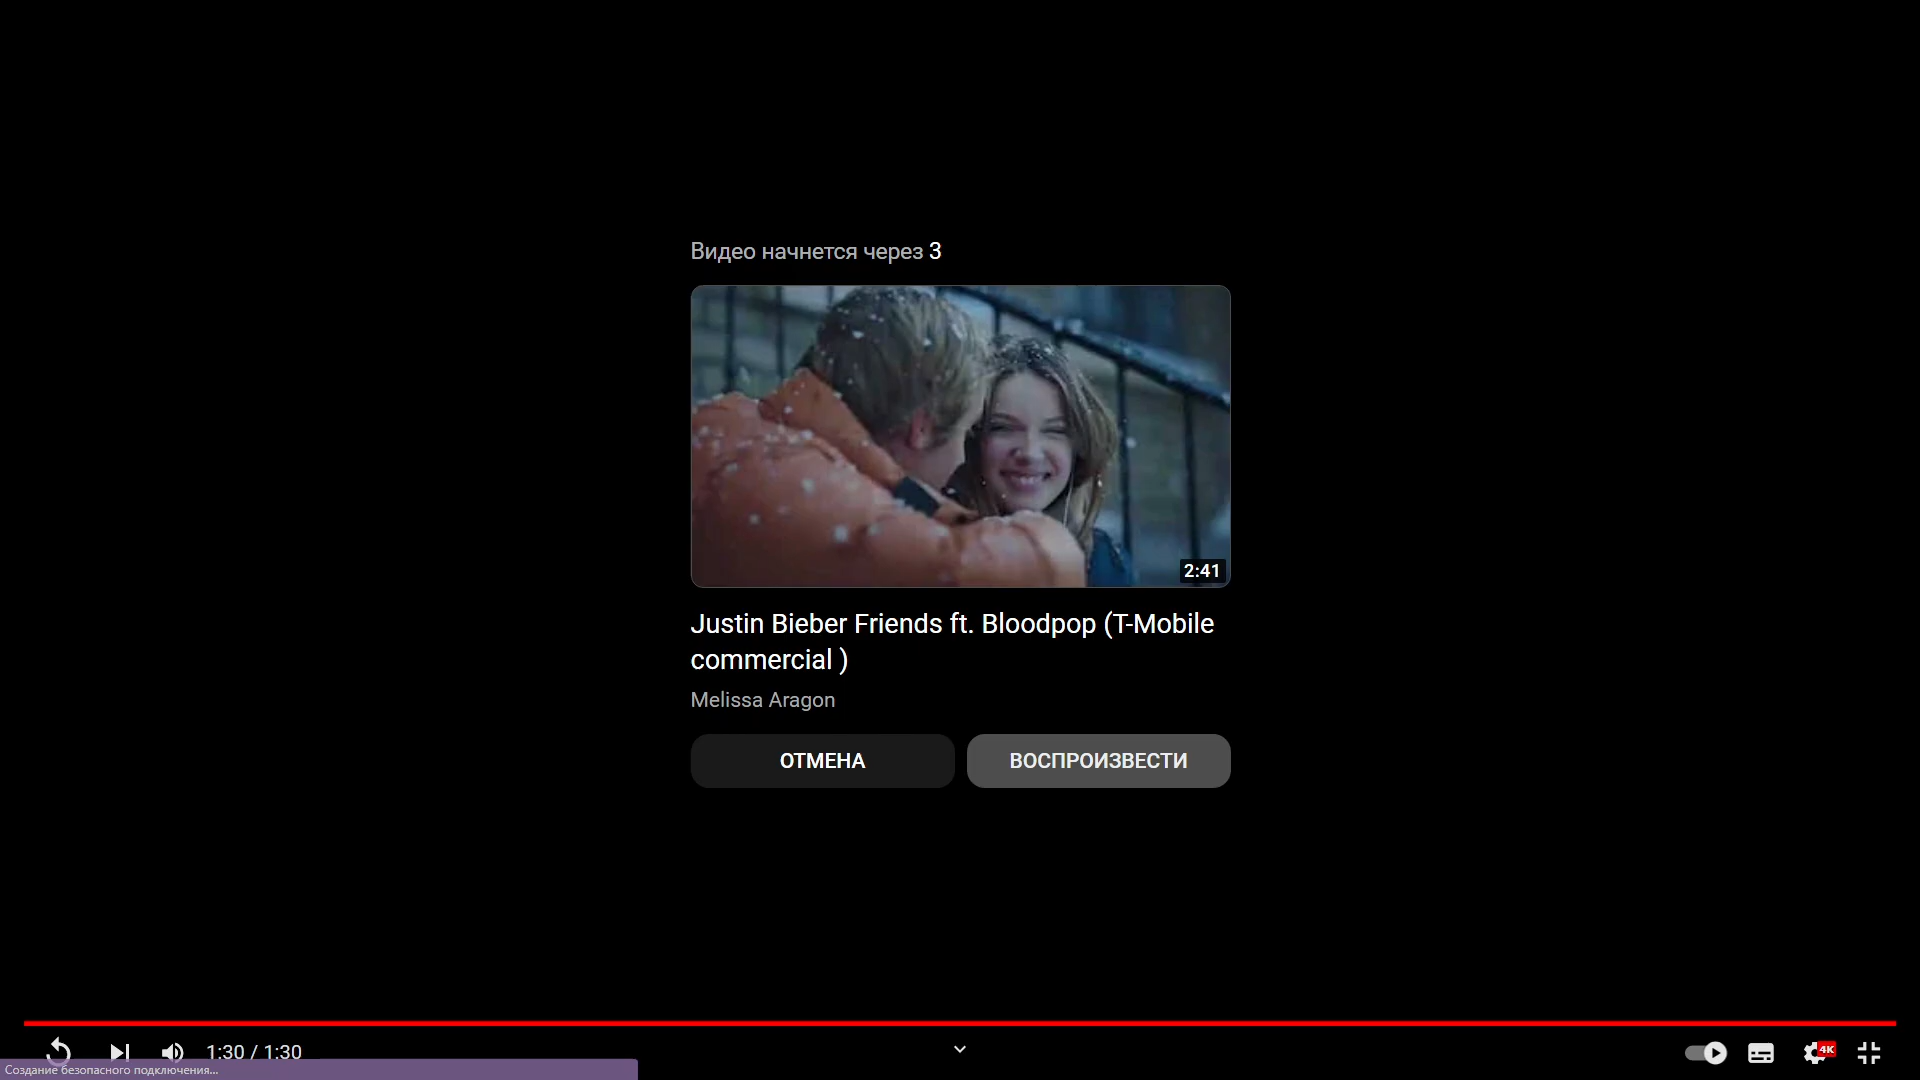 Видео начнется через 3
2:41
Justin Bieber Friends ft. Bloodpop (T-Mobile
commercial )
Melissa Aragon
ОТМЕНА
ВОСПРОИЗВЕСТИ
1:30 / 1:30
4K
Создание безопасного подключения...